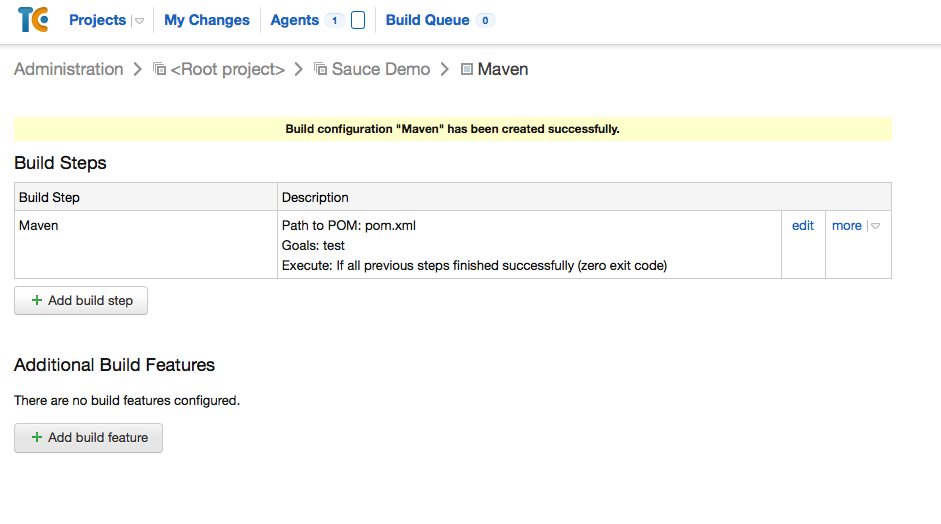 TC Projects My Changes Agents 1 Build Queue 0
Administration > <Root project> > Sauce Demo > Maven
Build configuration "Maven" has been created successfully.
Build Steps
Build Step Description
Maven Path to POM: pom.xml edit more
Goals: test
Execute: If all previous steps finished successfully (zero exit code)
+ Add build step
Additional Build Features
There are no build features configured.
+ Add build feature